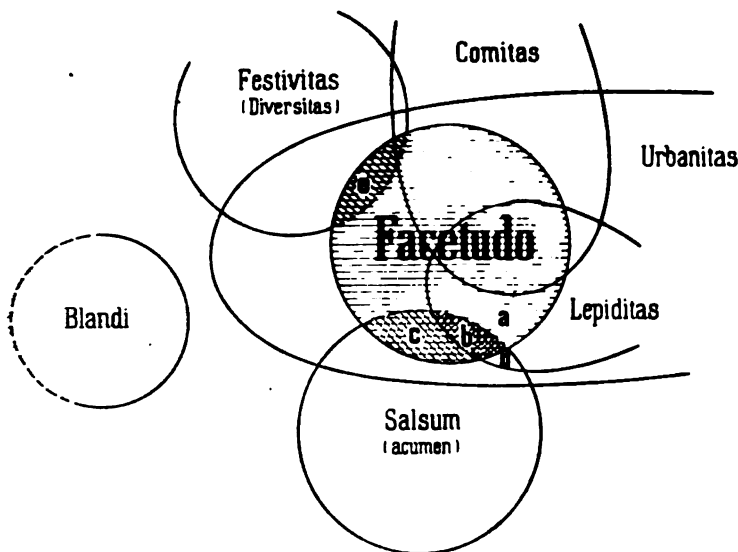 Festivitas
(Diversitas)
Comitas
Urbanitas
Facetudo
Blandi
Lepiditas
a
c
b
Salsum
(acumen)